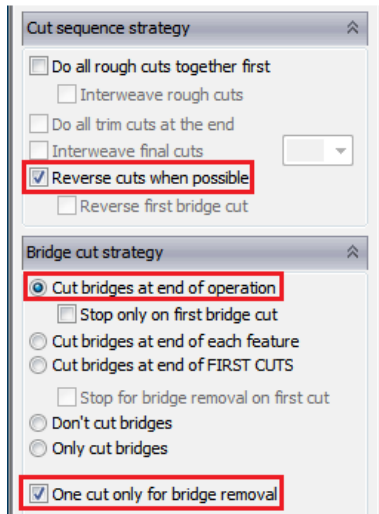 Cut sequence strategy
Do all rough cuts together first
Interweave rough cuts
Do all trim cuts at the end
Interweave final cuts
Reverse cuts when possible
Reverse first bridge cut
Bridge cut strategy
Cut bridges at end of operation
Stop only on first bridge cut
Cut bridges at end of each feature
Cut bridges at end of FIRST CUTS
Stop for bridge removal on first cut
Don't cut bridges
Only cut bridges
One cut only for bridge removal